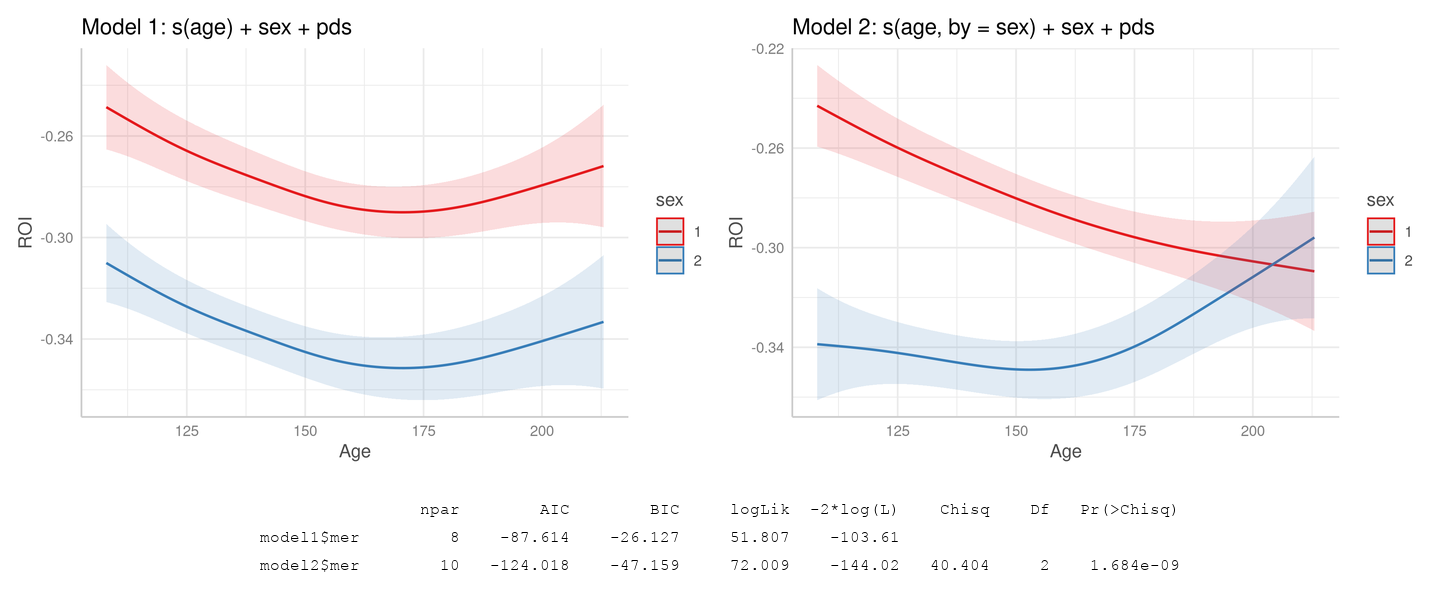 Model 1: s(age) + sex + pds
-0.26
-0.30
-0.34
ROI
125 150 175 200
Age
sex
1
2
Model 2: s(age, by = sex) + sex + pds
-0.22
-0.26
-0.30
-0.34
ROI
125 150 175 200
Age
sex
1
2
npar AIC BIC logLik -2*log(L) Chisq Df Pr(>Chisq)
model1$mer 8 -87.614 -26.127 51.807 -103.61
model2$mer 10 -124.018 -47.159 72.009 -144.02 40.404 2 1.684e-09